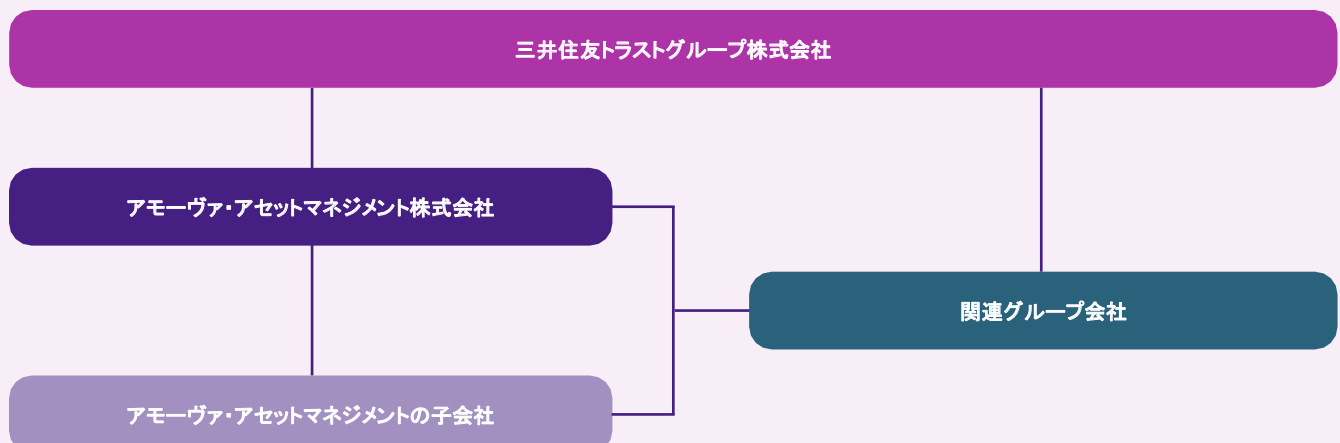 三井住友トラストグループ株式会社
アモーヴァ・アセットマネジメント株式会社
関連グループ会社
アモーヴァ・アセットマネジメントの子会社